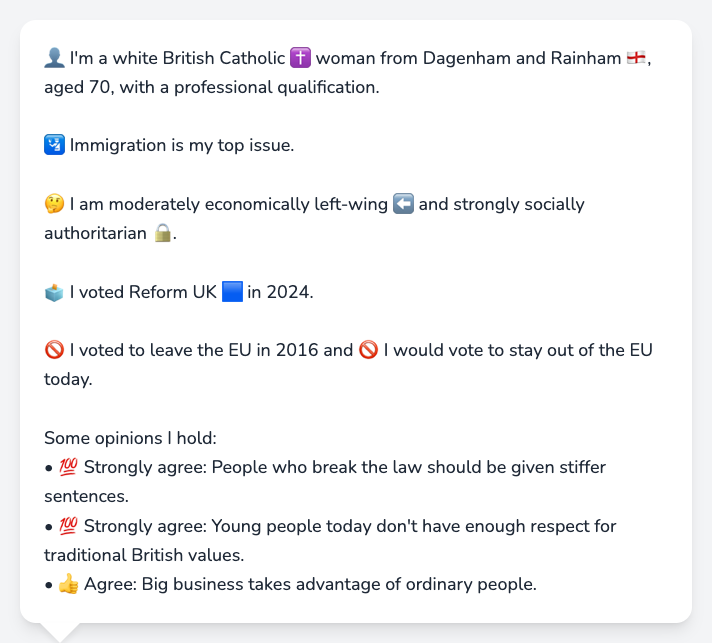 👤 I'm a white British Catholic ✝️ woman from Dagenham and Rainham 🏴󠁧󠁢󠁥󠁮󠁧󠁿,
aged 70, with a professional qualification.
🛂 Immigration is my top issue.
🤔 I am moderately economically left-wing ⬅️ and strongly socially
authoritarian 🔒.
🗳️ I voted Reform UK 🟦 in 2024.
🚫 I voted to leave the EU in 2016 and 🚫 I would vote to stay out of the EU
today.
Some opinions I hold:
• 💯 Strongly agree: People who break the law should be given stiffer
sentences.
• 💯 Strongly agree: Young people today don't have enough respect for
traditional British values.
• 👍 Agree: Big business takes advantage of ordinary people.